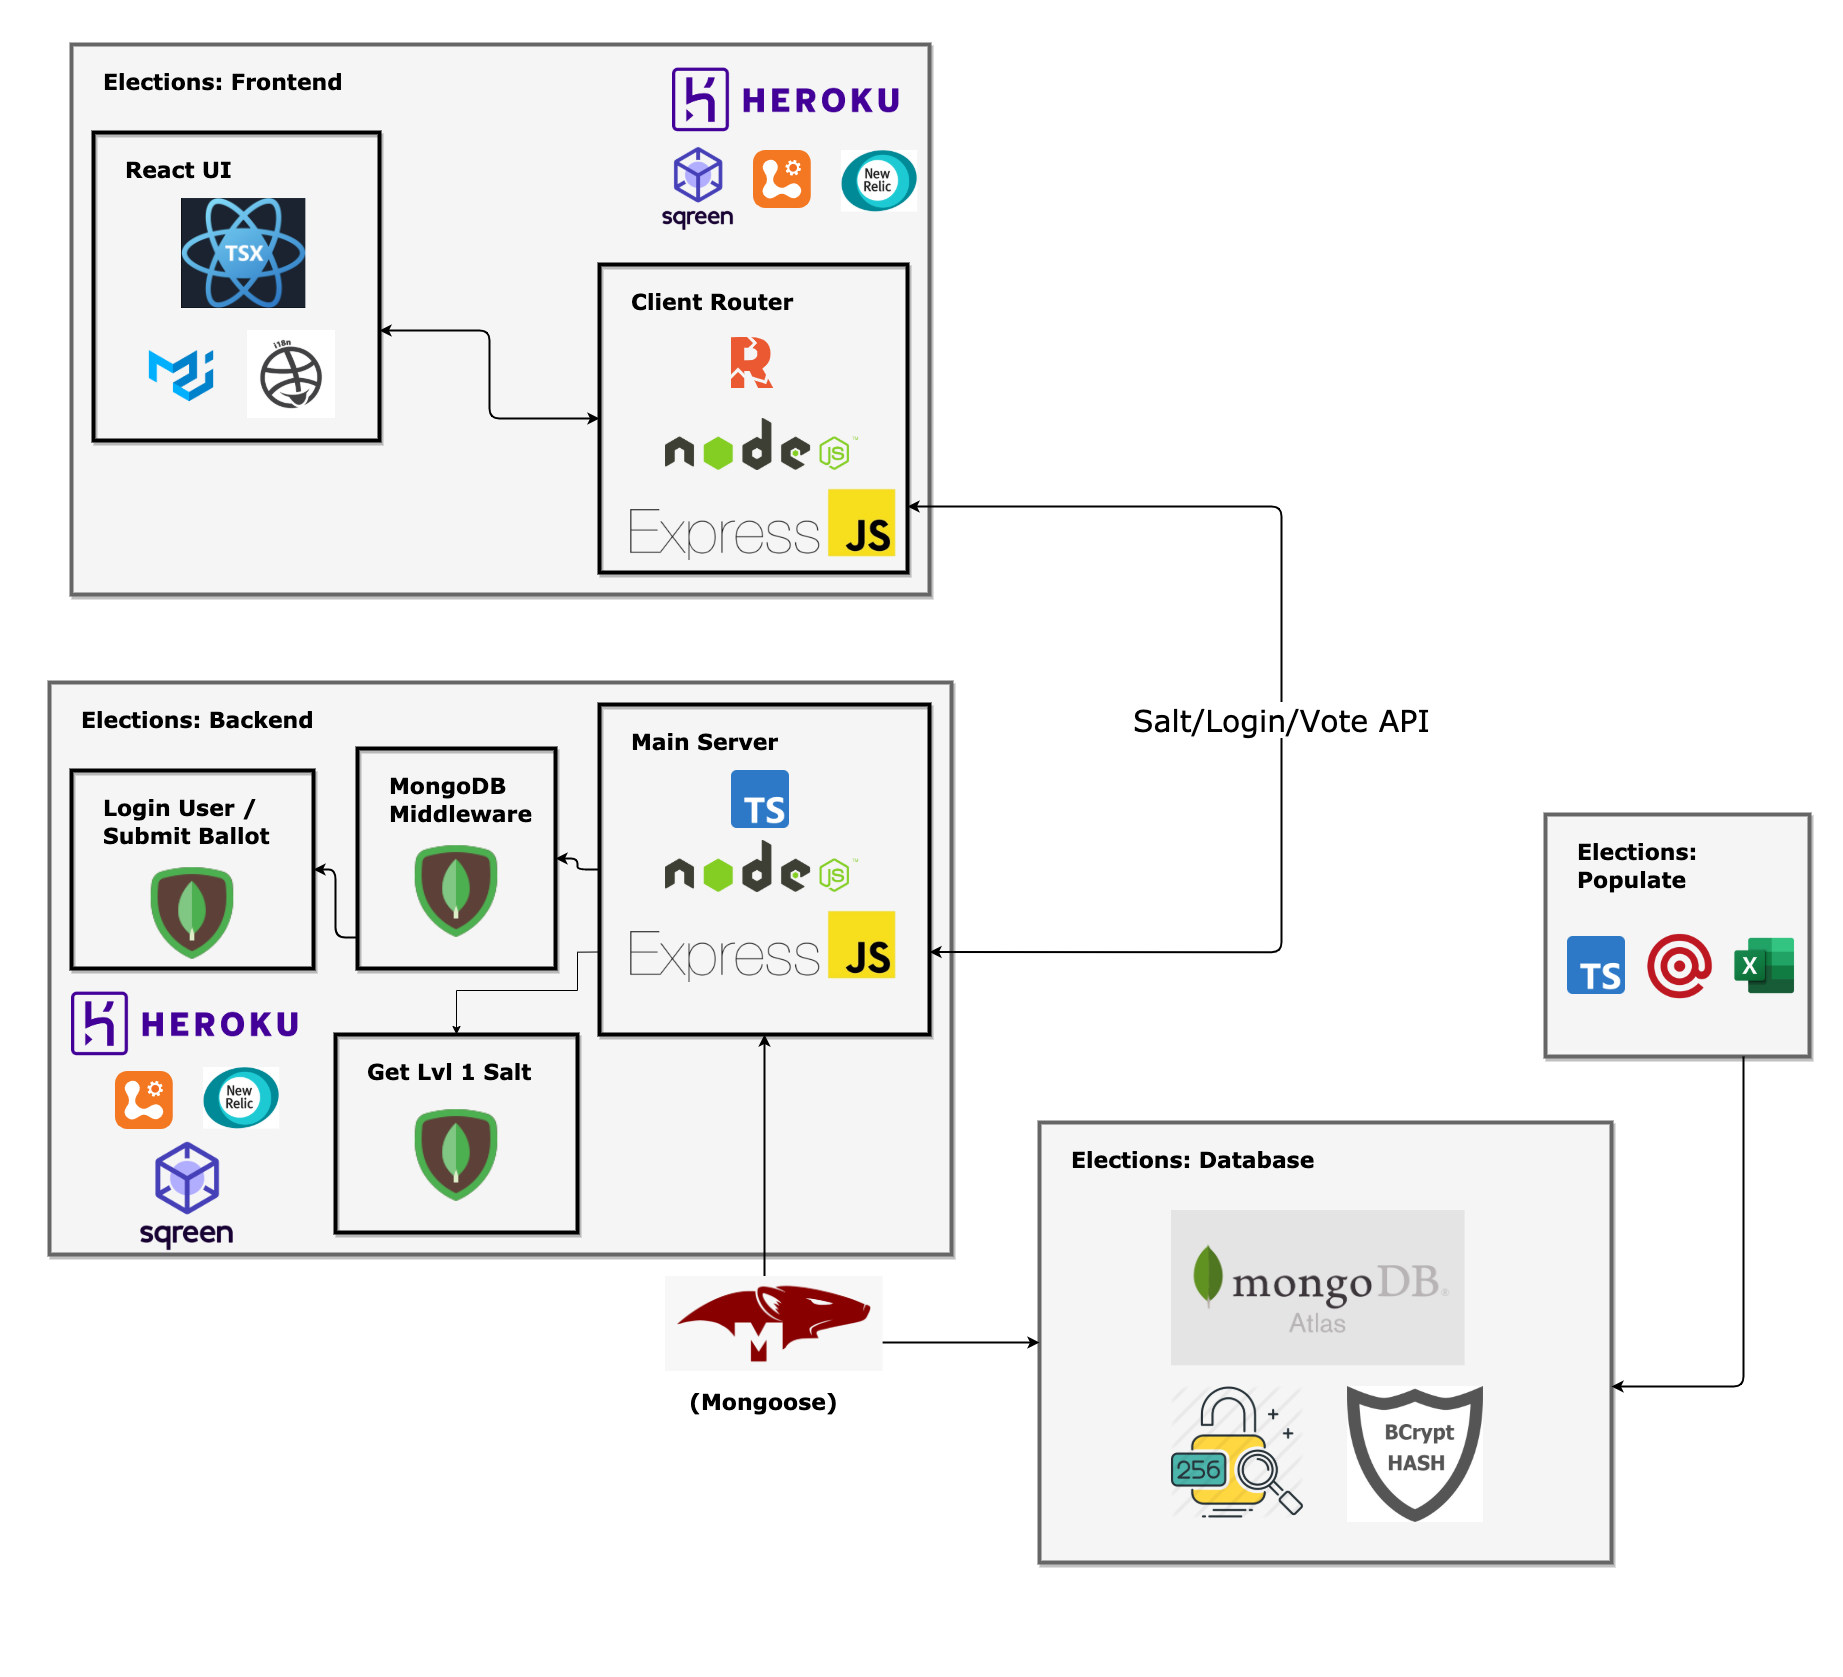 Elections: Frontend
HEROKU
React UI
TSX
i18n
sqreen
New
Relic
Client Router
node
JS
™
Express
JS
Salt/Login/Vote API
Elections: Backend
Main Server
TS
node
JS
™
Express
JS
MongoDB
Middleware
Login User /
Submit Ballot
HEROKU
New
Relic
sqreen
Get Lvl 1 Salt
Elections:
Populate
TS
X
M
(Mongoose)
Elections: Database
mongoDB®
Atlas
256
BCrypt
HASH